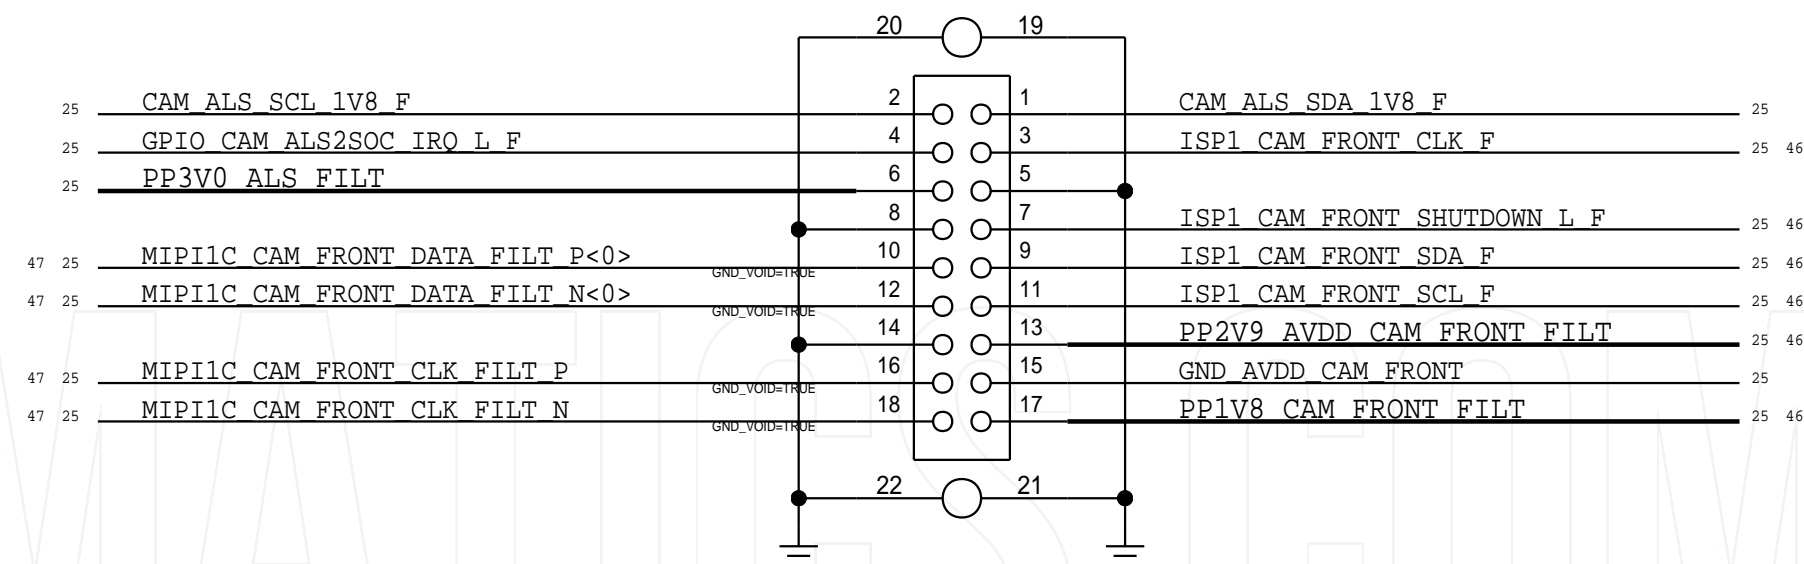 20 19
25 CAM_ALS_SCL_1V8_F 2 1 CAM_ALS_SDA_1V8_F 25
25 GPIO_CAM_ALS2SOC_IRQ_L_F 4 3 ISP1_CAM_FRONT_CLK_F 25 46
25 PP3V0_ALS_FILT 6 5
8 7 ISP1_CAM_FRONT_SHUTDOWN_L_F 25 46
47 25 MIPI1C_CAM_FRONT_DATA_FILT_P<0> 10 9 ISP1_CAM_FRONT_SDA_F 25 46
GND_VOID=TRUE
47 25 MIPI1C_CAM_FRONT_DATA_FILT_N<0> 12 11 ISP1_CAM_FRONT_SCL_F 25 46
GND_VOID=TRUE
14 13 PP2V9_AVDD_CAM_FRONT_FILT 25 46
47 25 MIPI1C_CAM_FRONT_CLK_FILT_P 16 15 GND_AVDD_CAM_FRONT 25
GND_VOID=TRUE
47 25 MIPI1C_CAM_FRONT_CLK_FILT_N 18 17 PP1V8_CAM_FRONT_FILT 25 46
GND_VOID=TRUE
22 21